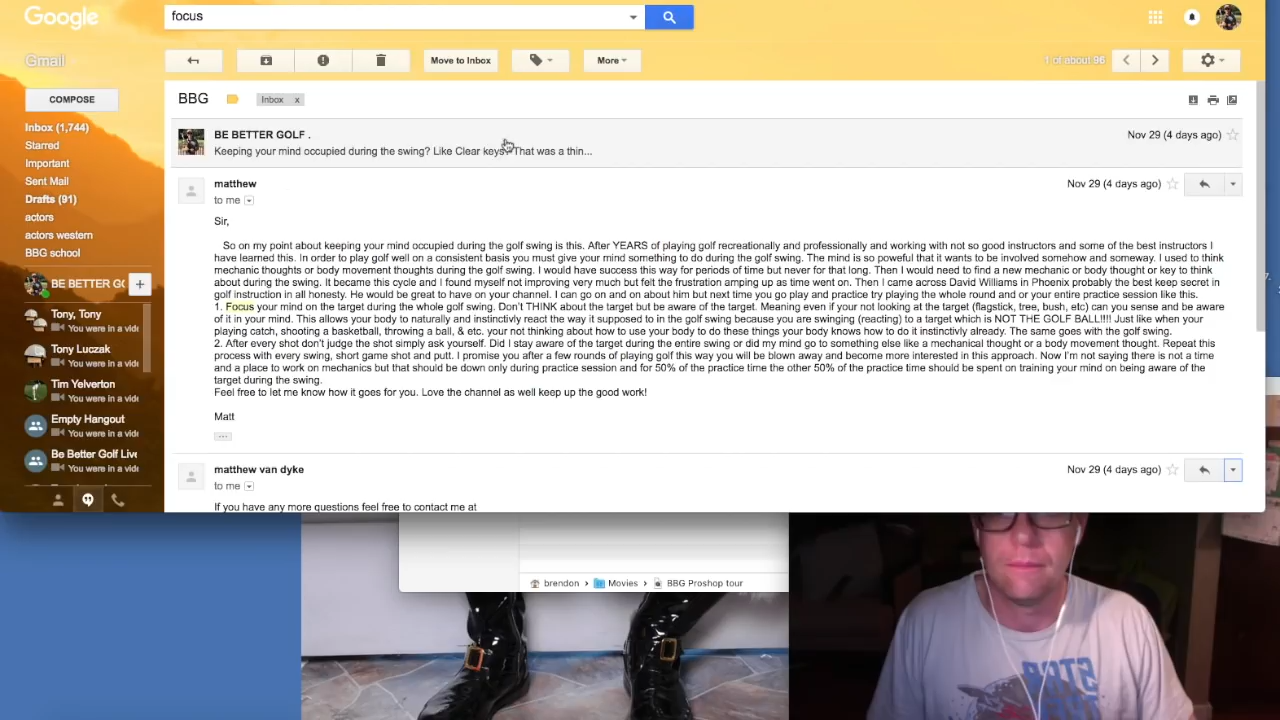 Google
focus
Gmail
Move to Inbox
More
1 of about 96
COMPOSE
BBG
Inbox x
Inbox (1,744)
Starred
Important
Sent Mail
Drafts (91)
actors
actors western
BBG school
BE BETTER GO
Tony, Tony
You were in a vide
Tony Luczak
You were in a vide
Tim Yelverton
You were in a vide
Empty Hangout
You were in a vide
Be Better Golf Live
You were in a vide
BE BETTER GOLF .
Nov 29 (4 days ago)
Keeping your mind occupied during the swing? Like Clear keys? That was a thin...
matthew
Nov 29 (4 days ago)
to me
Sir,
So on my point about keeping your mind occupied during the golf swing is this. After YEARS of playing golf recreationally and professionally and working with not so good instructors and some of the best instructors I
have learned this. In order to play golf well on a consistent basis you must give your mind something to do during the golf swing. The mind is so poweful that it wants to be involved somehow and someway. I used to think
mechanic thoughts or body movement thoughts during the golf swing. I would have success this way for periods of time but never for that long. Then I would need to find a new mechanic or body thought or key to think
about during the swing. It became this cycle and I found myself not improving very much but felt the frustration amping up as time went on. Then I came across David Williams in Phoenix probably the best keep secret in
golf instruction in all honesty. He would be great to have on your channel. I can go on and on about him but next time you go play and practice try playing the whole round and or your entire practice session like this.
1. Focus your mind on the target during the whole golf swing. Don't THINK about the target but be aware of the target. Meaning even if your not looking at the target (flagstick, tree, bush, etc) can you sense and be aware
of it in your mind. This allows your body to naturally and instinctivly react the way it supposed to in the golf swing because you are swinging (reacting) to a target which is NOT THE GOLF BALL!!!! Just like when your
playing catch, shooting a basketball, throwing a ball, & etc. your not thinking about how to use your body to do these things your body knows how to do it instinctivly already. The same goes with the golf swing.
2. After every shot don't judge the shot simply ask yourself. Did I stay aware of the target during the entire swing or did my mind go to something else like a mechanical thought or a body movement thought. Repeat this
process with every swing, short game shot and putt. I promise you after a few rounds of playing golf this way you will be blown away and become more interested in this approach. Now I'm not saying there is not a time
and a place to work on mechanics but that should be down only during practice session and for 50% of the practice time the other 50% of the practice time should be spent on training your mind on being aware of the
target during the swing.
Feel free to let me know how it goes for you. Love the channel as well keep up the good work!
Matt
matthew van dyke
Nov 29 (4 days ago)
to me
If you have any more questions feel free to contact me at
brendon › Movies › BBG Proshop tour